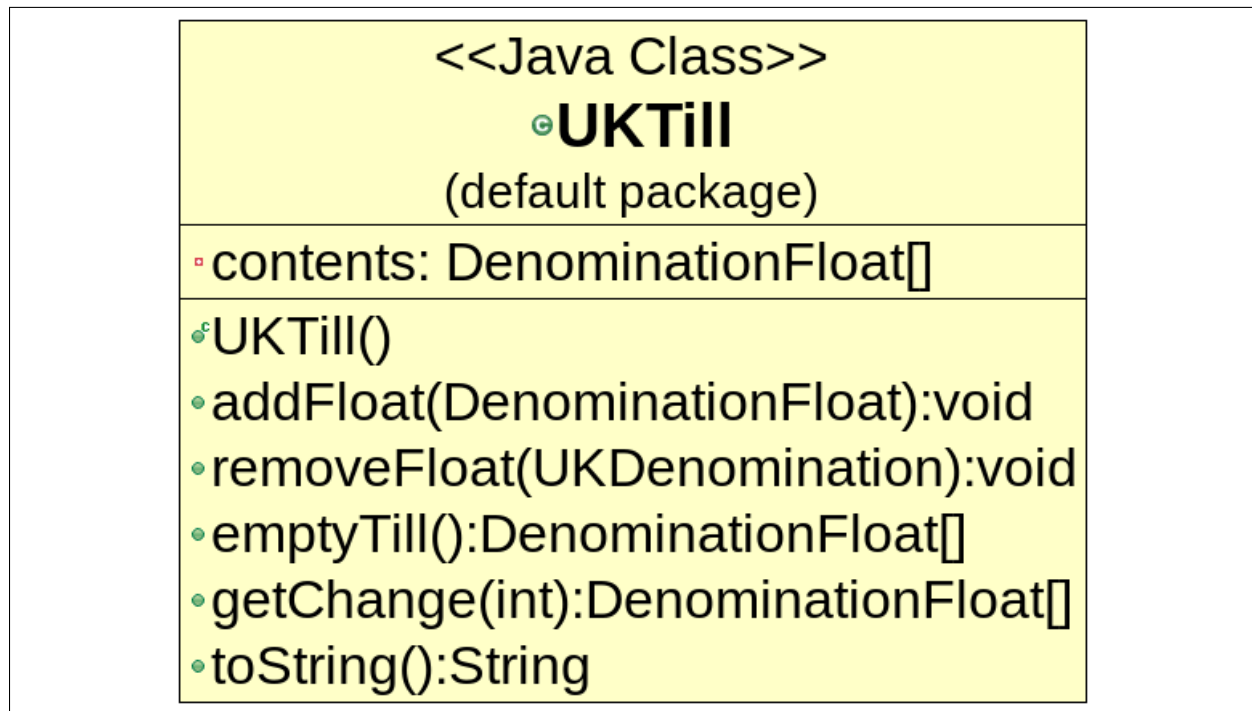 <<Java Class>>
UKTill
(default package)
contents: DenominationFloat[]
UKTill()
addFloat(DenominationFloat):void
removeFloat(UKDenomination):void
emptyTill():DenominationFloat[]
getChange(int):DenominationFloat[]
toString():String